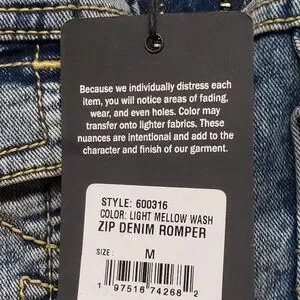 Because we individually distress each
item, you will notice areas of fading,
wear, and even holes. Color may
transfer onto lighter fabrics. These
nuances are intentional and add to the
character and finish of our garment.
STYLE: 600316
COLOR: LIGHT MELLOW WASH
ZIP DENIM ROMPER
SIZE: M
1 97516 74268 2